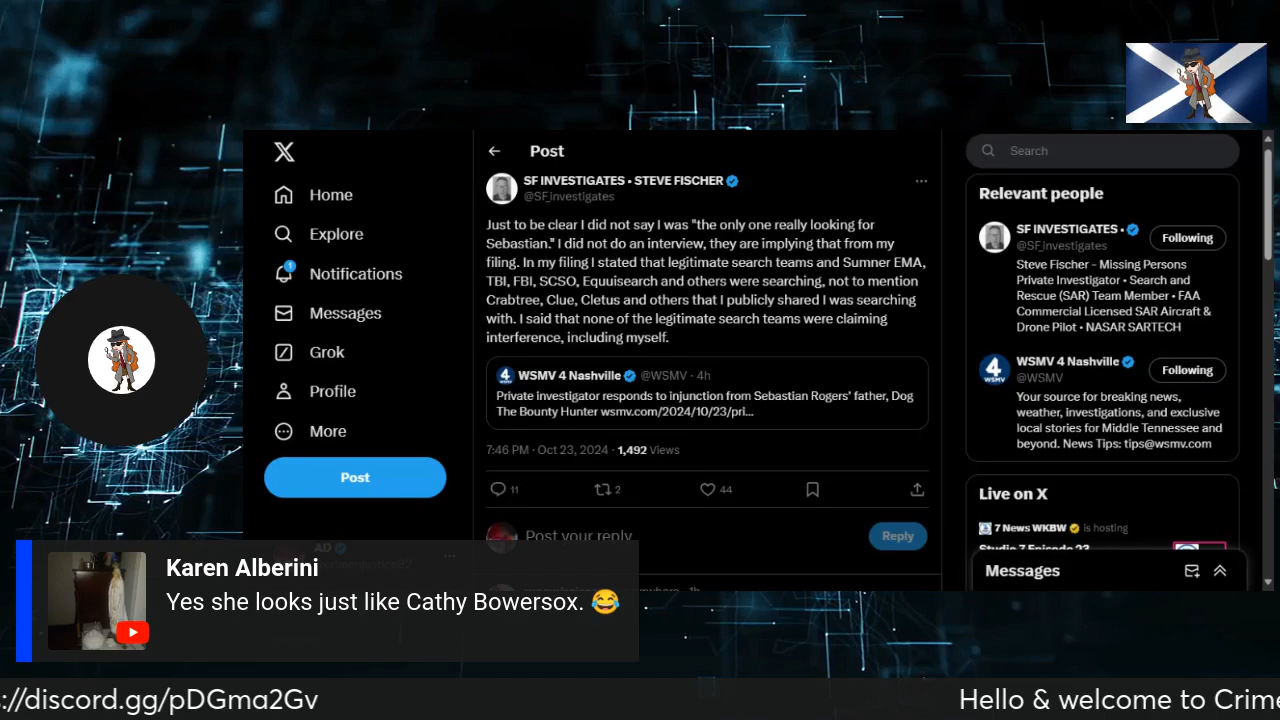 Home
Explore
1
Notifications
Messages
Grok
Profile
More
Post
Post
SF INVESTIGATES • STEVE FISCHER
@SF_investigates
Just to be clear I did not say I was "the only one really looking for
Sebastian." I did not do an interview, they are implying that from my
filing. In my filing I stated that legitimate search teams and Sumner EMA,
TBI, FBI, SCSO, Equuisearch and others were searching, not to mention
Crabtree, Clue, Cletus and others that I publicly shared I was searching
with. I said that none of the legitimate search teams were claiming
interference, including myself.
4 WSMV 4 Nashville @WSMV · 4h
Private investigator responds to injunction from Sebastian Rogers' father, Dog
The Bounty Hunter wsmv.com/2024/10/23/pri...
7:46 PM · Oct 23, 2024 · 1,492 Views
11 2 44
Post your reply
Reply
Search
Relevant people
SF INVESTIGATES •
@SF_investigates
Following
Steve Fischer - Missing Persons
Private Investigator • Search and
Rescue (SAR) Team Member • FAA
Commercial Licensed SAR Aircraft &
Drone Pilot • NASAR SARTECH
4 WSMV
WSMV 4 Nashville
@WSMV
Following
Your source for breaking news,
weather, investigations, and exclusive
local stories for Middle Tennessee and
beyond. News Tips: tips@wsmv.com
Live on X
7 News WKBW is hosting
Studio 7 Episode 23
Messages
AD
Karen Alberini
Yes she looks just like Cathy Bowersox. 😂
s://discord.gg/pDGma2Gv
Hello & welcome to Crime